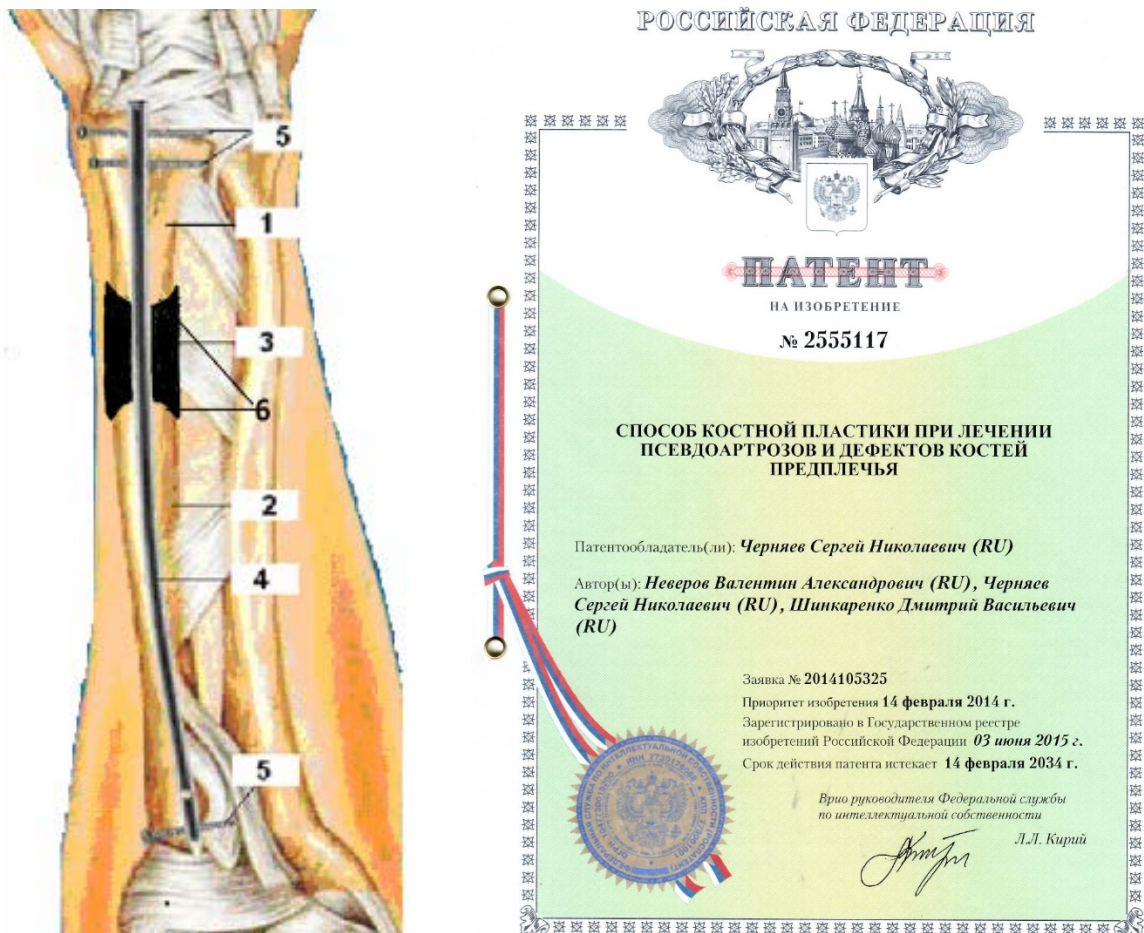 5
1
3
6
2
4
5
РОССИЙСКАЯ ФЕДЕРАЦИЯ
ПАТЕНТ
НА ИЗОБРЕТЕНИЕ
№ 2555117
СПОСОБ КОСТНОЙ ПЛАСТИКИ ПРИ ЛЕЧЕНИИ
ПСЕВДОАРТРОЗОВ И ДЕФЕКТОВ КОСТЕЙ
ПРЕДПЛЕЧЬЯ
Патентообладатель(ли): Черняев Сергей Николаевич (RU)
Автор(ы): Неверов Валентин Александрович (RU), Черняев
Сергей Николаевич (RU), Шинкаренко Дмитрий Васильевич
(RU)
Заявка № 2014105325
Приоритет изобретения 14 февраля 2014 г.
Зарегистрировано в Государственном реестре
изобретений Российской Федерации 03 июня 2015 г.
Срок действия патента истекает 14 февраля 2034 г.
Врио руководителя Федеральной службы
по интеллектуальной собственности
Л.Л. Кирий